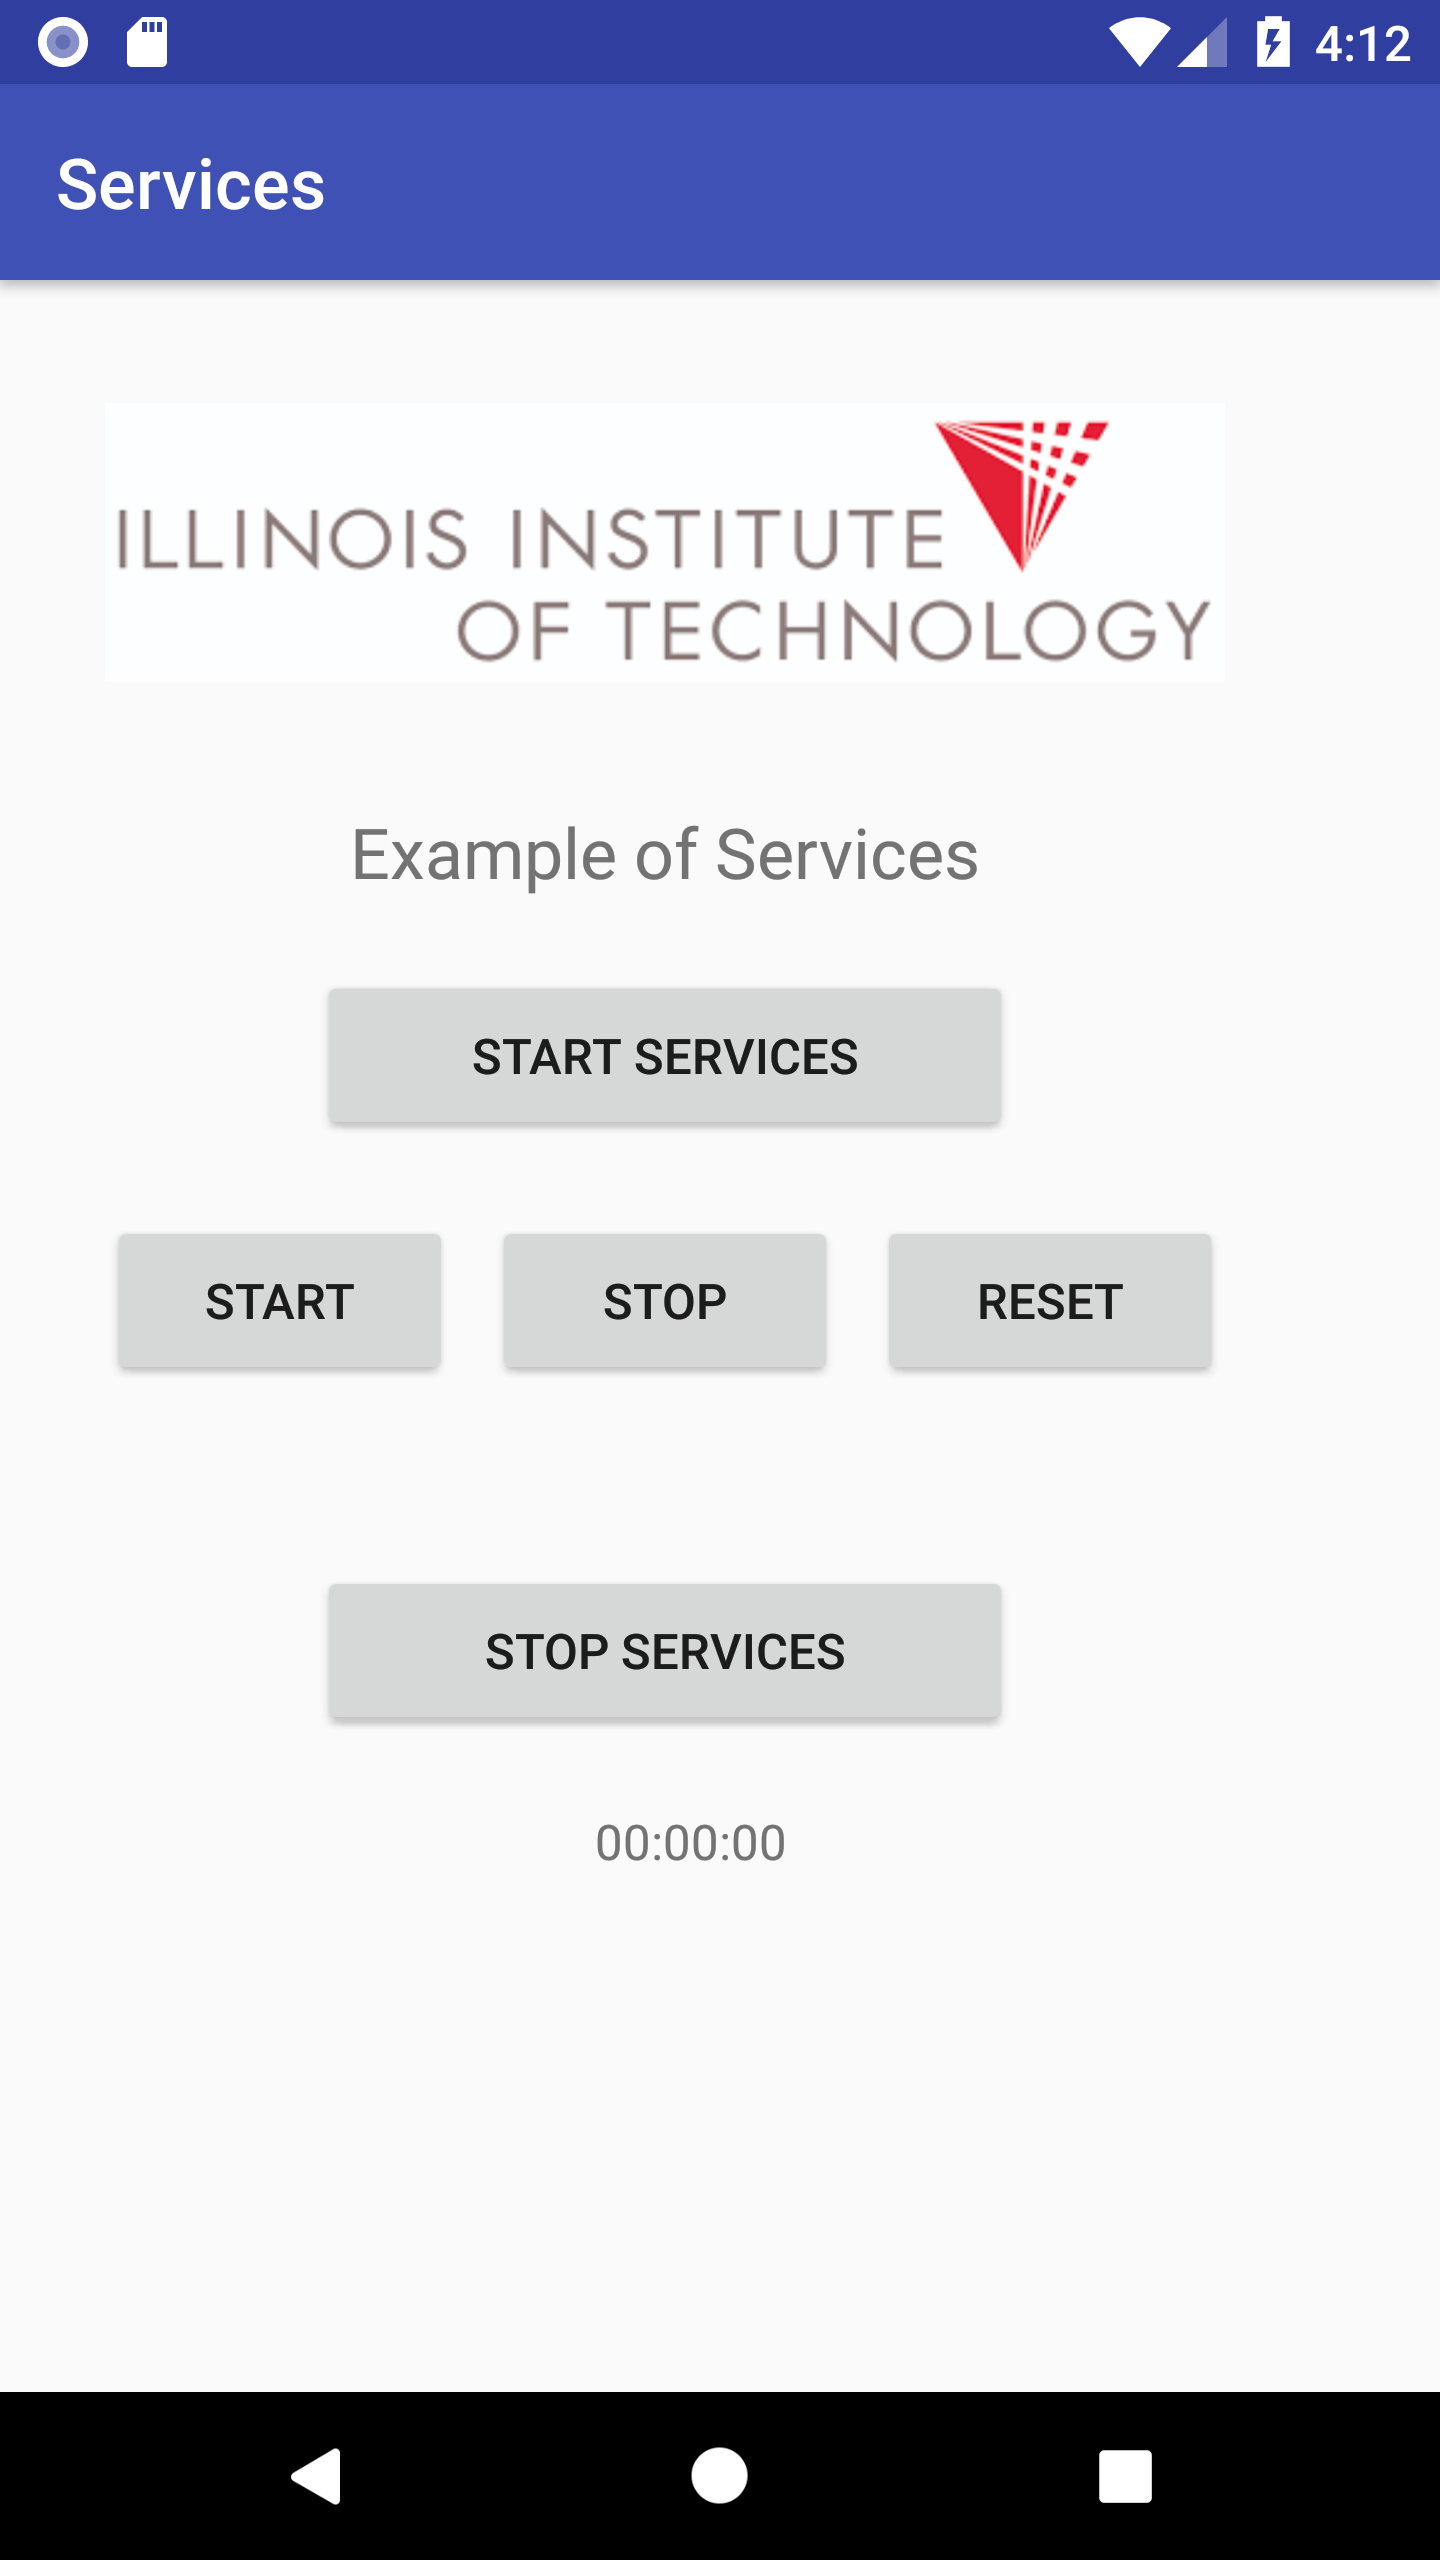 4:12
Services
ILLINOIS INSTITUTE
OF TECHNOLOGY
Example of Services
START SERVICES
START STOP RESET
STOP SERVICES
00:00:00